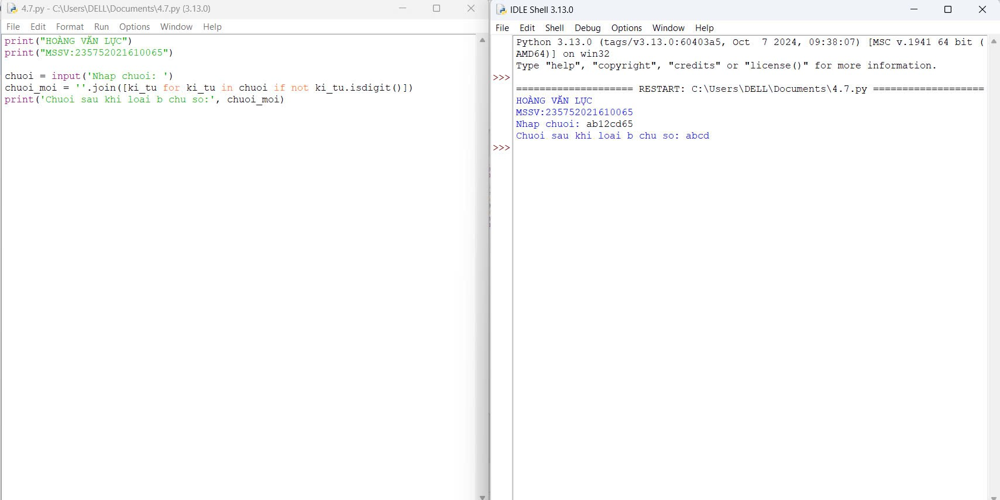 4.7.py - C:\Users\DELL\Documents\4.7.py (3.13.0)
File Edit Format Run Options Window Help
print("HOÀNG VĂN LỰC")
print("MSSV:235752021610065")
chuoi = input('Nhap chuoi: ')
chuoi_moi = ''.join([ki_tu for ki_tu in chuoi if not ki_tu.isdigit()])
print('Chuoi sau khi loai b chu so:', chuoi_moi)
IDLE Shell 3.13.0
File Edit Shell Debug Options Window Help
Python 3.13.0 (tags/v3.13.0:60403a5, Oct  7 2024, 09:38:07) [MSC v.1941 64 bit (
AMD64)] on win32
Type "help", "copyright", "credits" or "license()" for more information.
>>>
==================== RESTART: C:\Users\DELL\Documents\4.7.py ===================
HOÀNG VĂN LỰC
MSSV:235752021610065
Nhap chuoi: ab12cd65
Chuoi sau khi loai b chu so: abcd
>>>